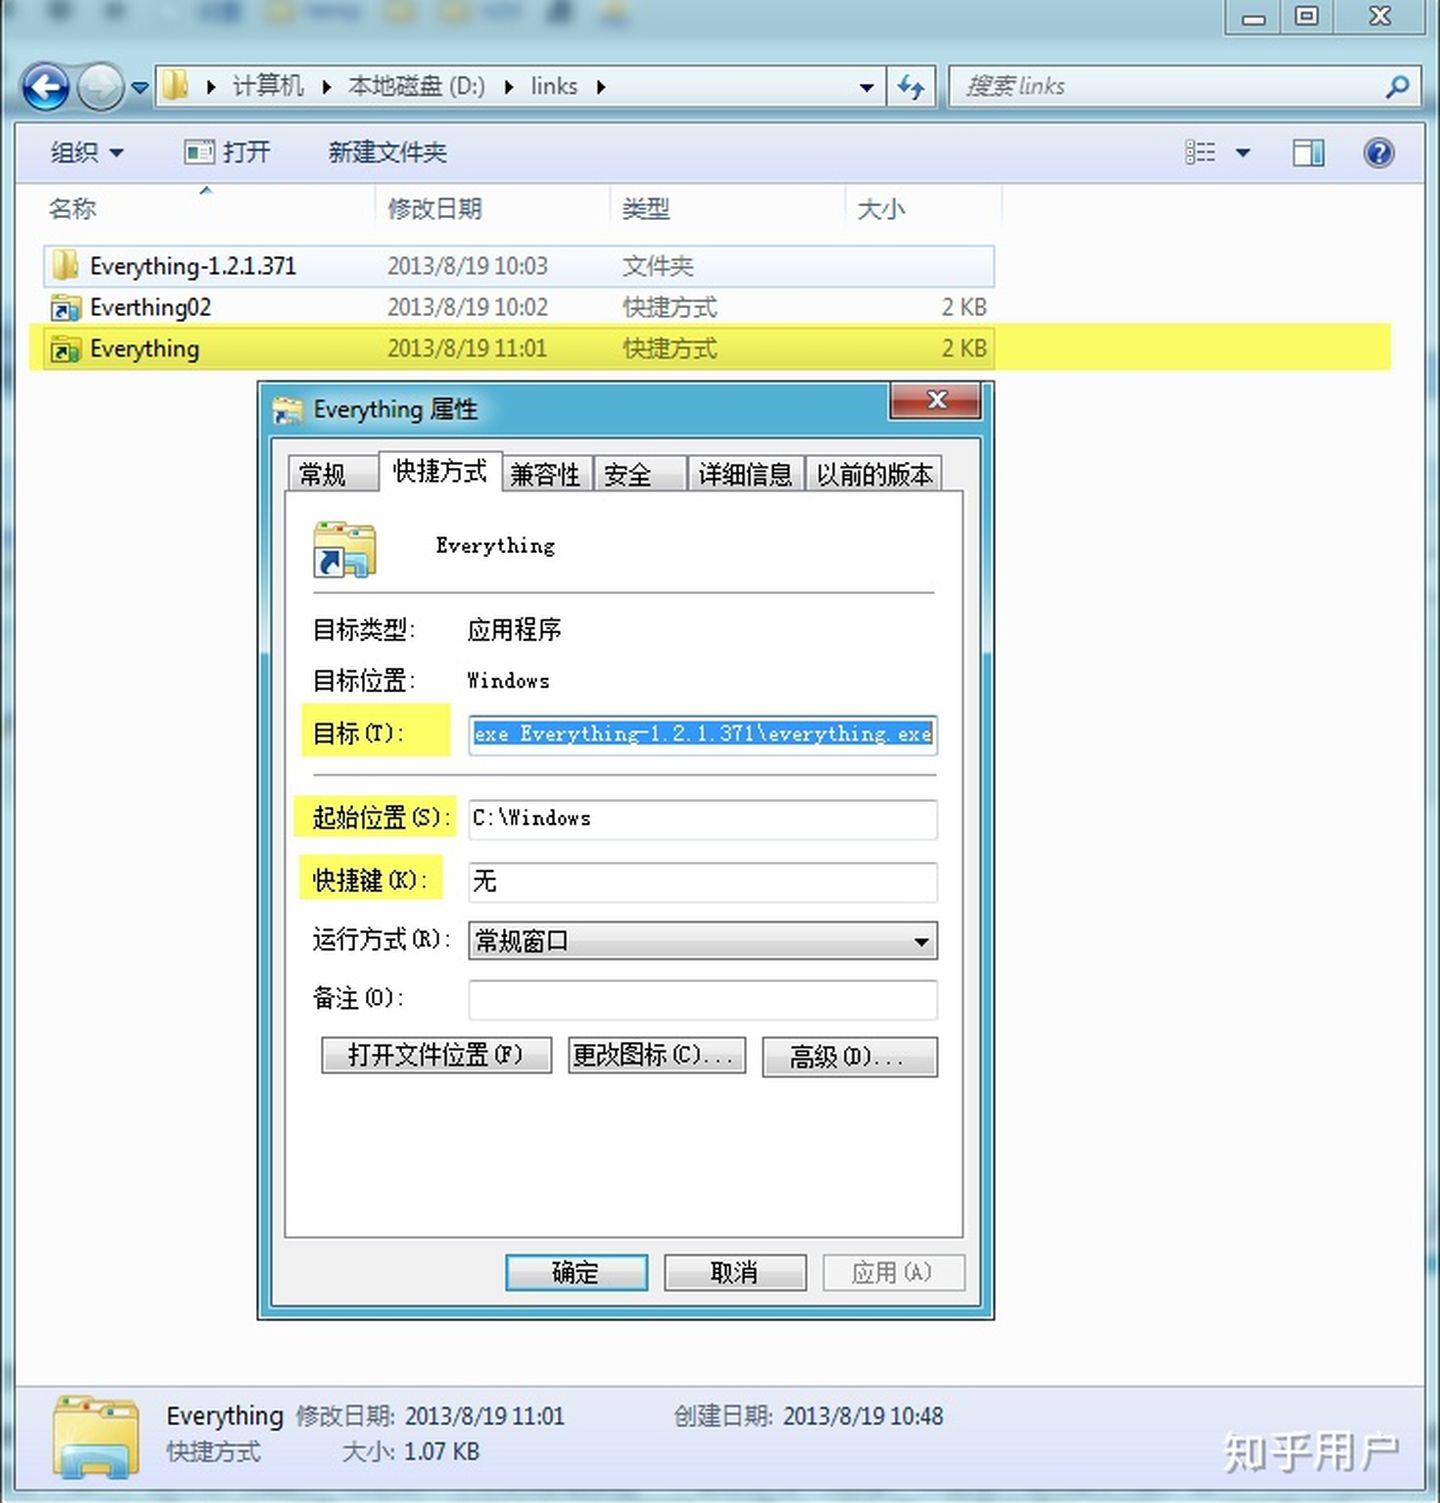 计算机 本地磁盘 (D:) links
搜索 links
组织 打开 新建文件夹
名称 修改日期 类型 大小
Everything-1.2.1.371 2013/8/19 10:03 文件夹
Everthing02 2013/8/19 10:02 快捷方式 2 KB
Everything 2013/8/19 11:01 快捷方式 2 KB
Everything 属性
常规 快捷方式 兼容性 安全 详细信息 以前的版本
Everything
目标类型: 应用程序
目标位置: Windows
目标(T): exe Everything-1.2.1.371\everything.exe
起始位置(S): C:\Windows
快捷键(K): 无
运行方式(R): 常规窗口
备注(O):
打开文件位置(F) 更改图标(C)... 高级(D)...
确定 取消 应用(A)
Everything 修改日期: 2013/8/19 11:01 创建日期: 2013/8/19 10:48
快捷方式 大小: 1.07 KB
知乎用户